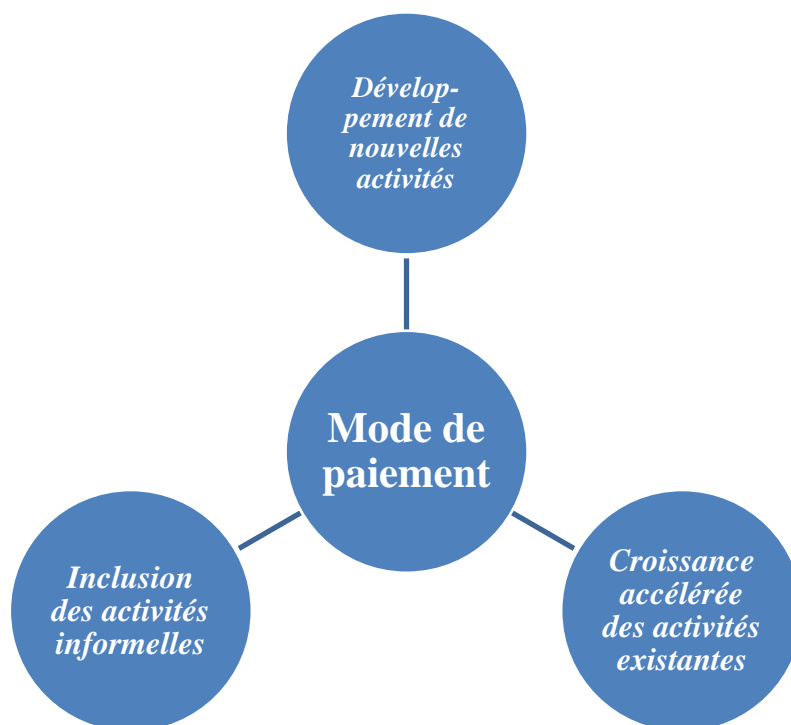 Dévelop-
pement de
nouvelles
activités
Mode de
paiement
Inclusion
des activités
informelles
Croissance
accélérée
des activités
existantes